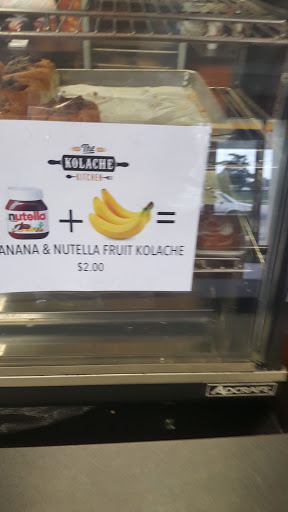 The
KOLACHE
KITCHEN
nutella
+ =
ANANA & NUTELLA FRUIT KOLACHE
$2.00
ADCRAFT